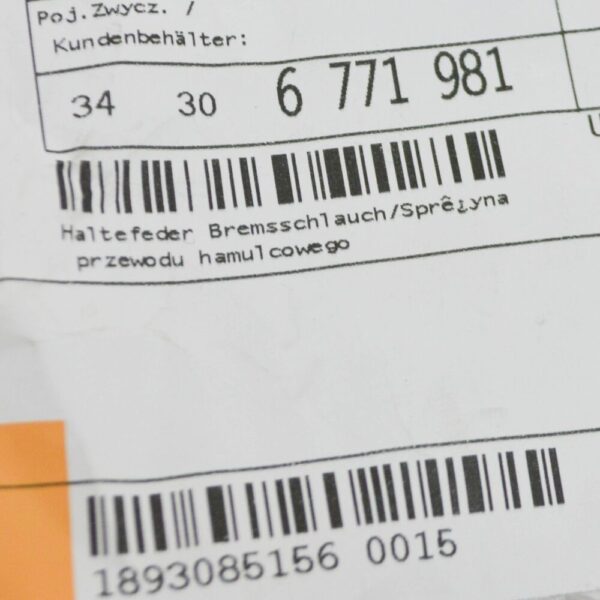 Poj.Zwycz. /
Kundenbehälter:
34 30 6 771 981
Haltefeder Bremsschlauch/Sprê¿yna
przewodu hamulcowego
1893085156 0015